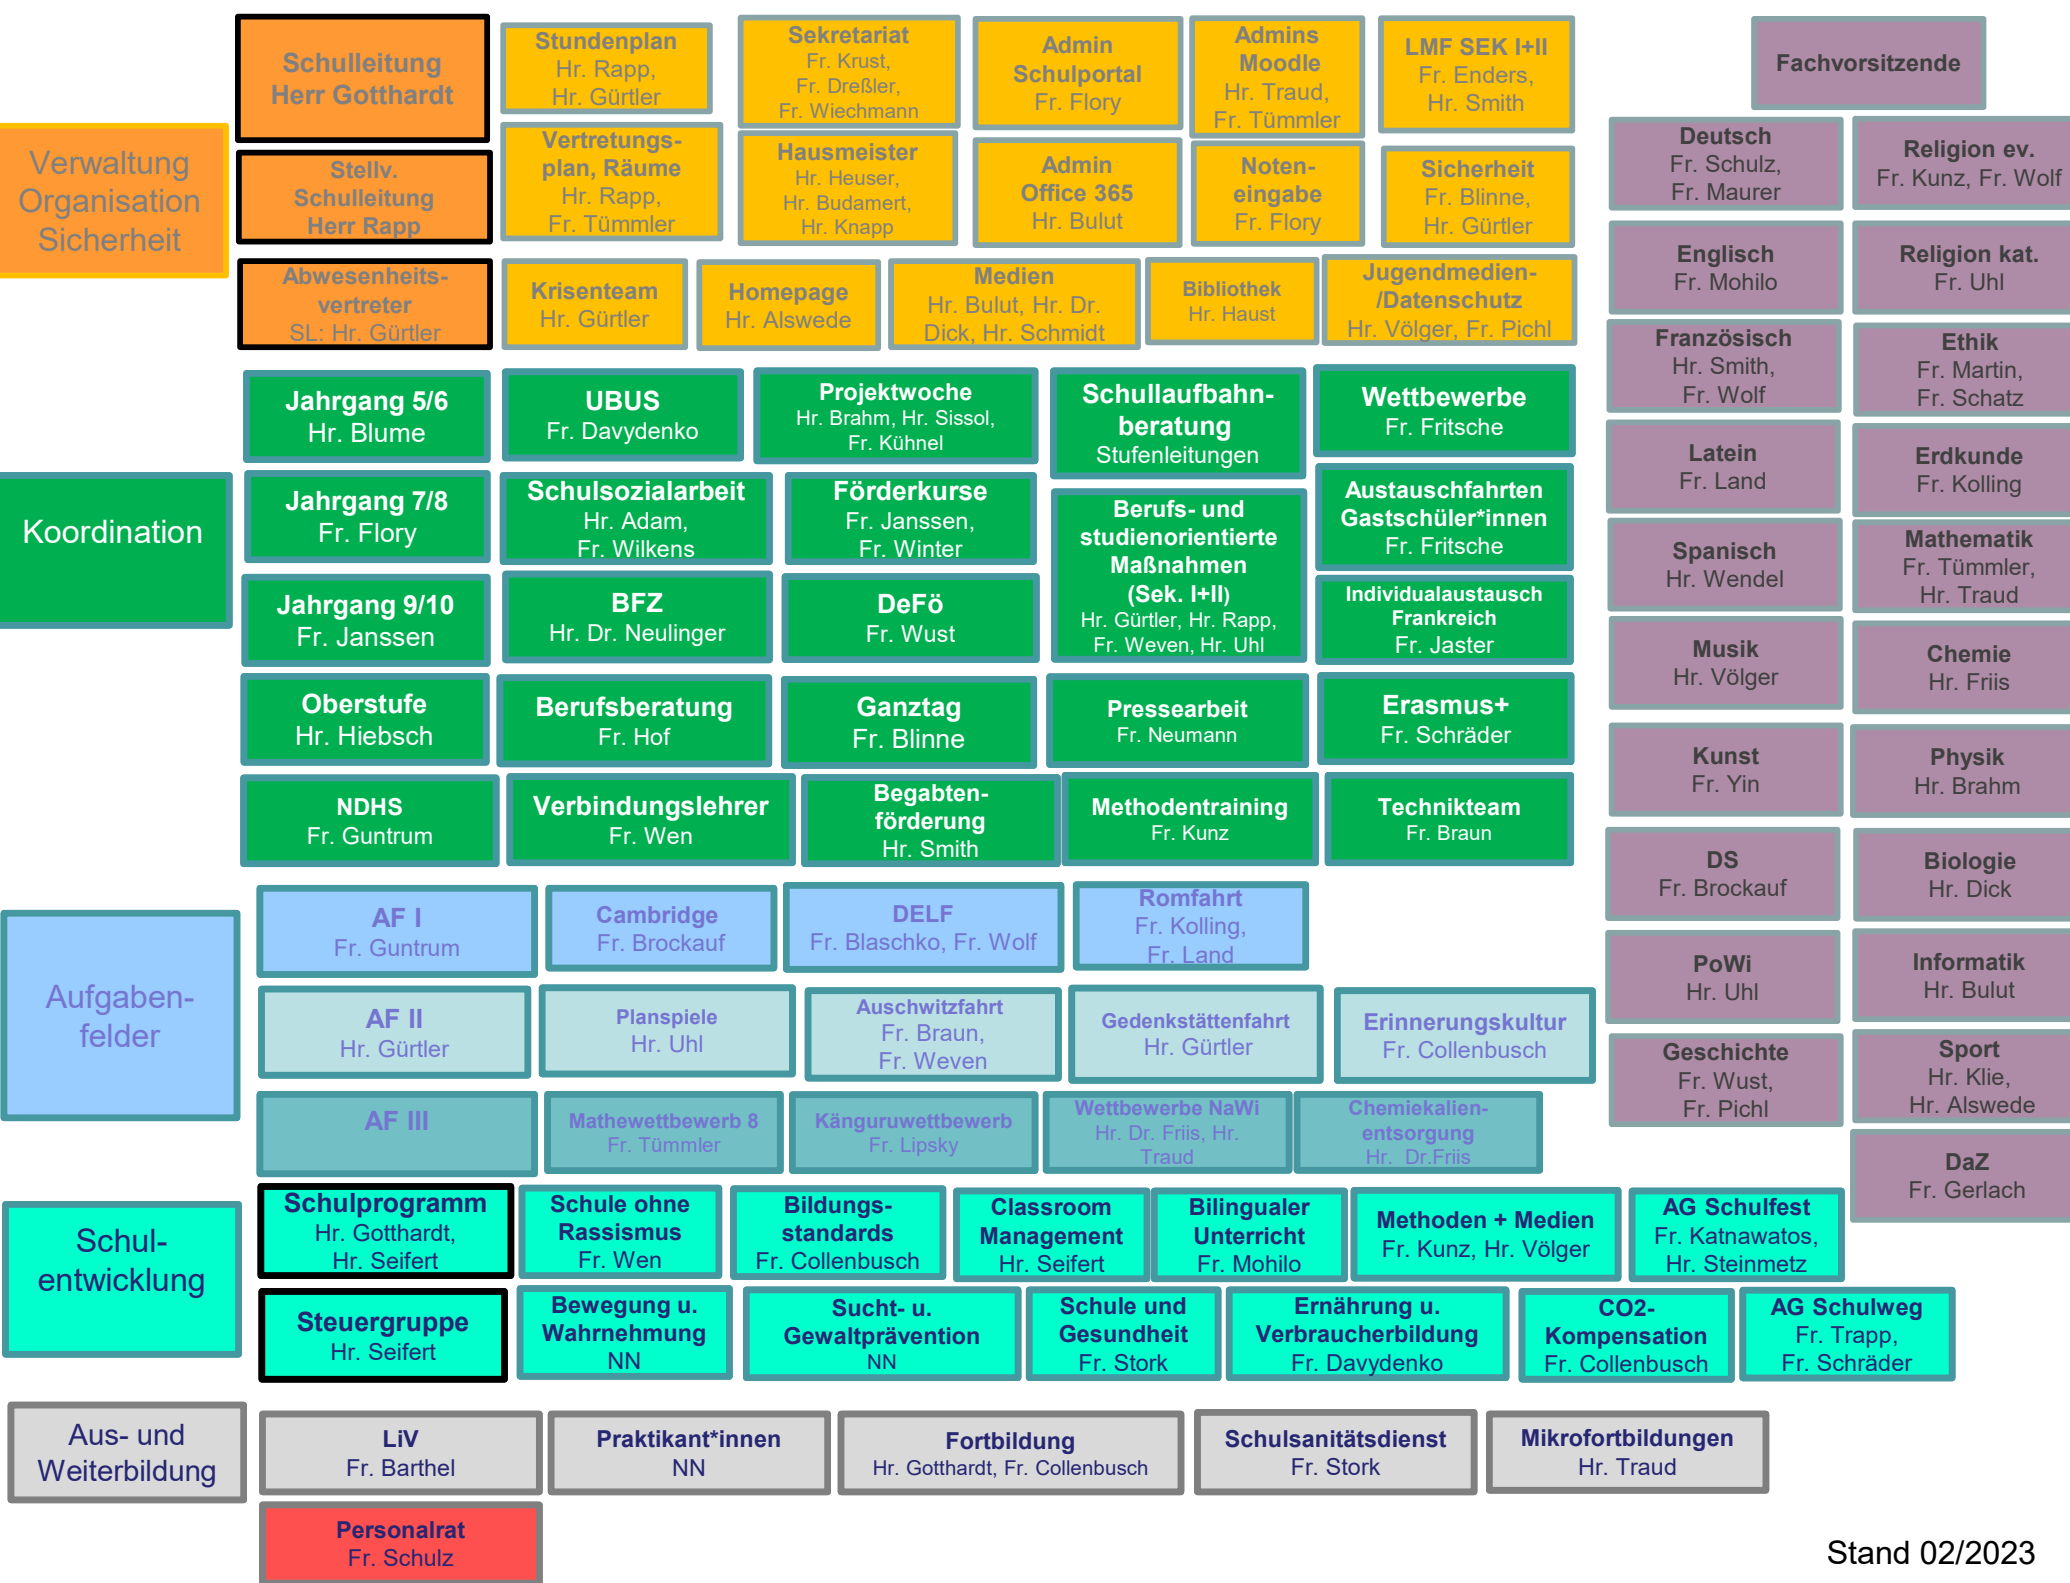 Verwaltung
Organisation
Sicherheit
Schulleitung
Herr Gotthardt
Stellv.
Schulleitung
Herr Rapp
Abwesenheits-
vertreter
SL: Hr. Gürtler
Stundenplan
Hr. Rapp,
Hr. Gürtler
Sekretariat
Fr. Krust,
Fr. Dreßler,
Fr. Wiechmann
Admin
Schulportal
Fr. Flory
Admins
Moodle
Hr. Traud,
Fr. Tümmler
LMF SEK I+II
Fr. Enders,
Hr. Smith
Vertretungs-
plan, Räume
Hr. Rapp,
Fr. Tümmler
Hausmeister
Hr. Heuser,
Hr. Budamert,
Hr. Knapp
Admin
Office 365
Hr. Bulut
Noten-
eingabe
Fr. Flory
Sicherheit
Fr. Blinne,
Hr. Gürtler
Krisenteam
Hr. Gürtler
Homepage
Hr. Alswede
Medien
Hr. Bulut, Hr. Dr.
Dick, Hr. Schmidt
Bibliothek
Hr. Haust
Jugendmedien-
/Datenschutz
Hr. Völger, Fr. Pichl
Koordination
Jahrgang 5/6
Hr. Blume
UBUS
Fr. Davydenko
Projektwoche
Hr. Brahm, Hr. Sissol,
Fr. Kühnel
Schullaufbahn-
beratung
Stufenleitungen
Wettbewerbe
Fr. Fritsche
Jahrgang 7/8
Fr. Flory
Schulsozialarbeit
Hr. Adam,
Fr. Wilkens
Förderkurse
Fr. Janssen,
Fr. Winter
Berufs- und
studienorientierte
Maßnahmen
(Sek. I+II)
Hr. Gürtler, Hr. Rapp,
Fr. Weven, Hr. Uhl
Austauschfahrten
Gastschüler*innen
Fr. Fritsche
Jahrgang 9/10
Fr. Janssen
BFZ
Hr. Dr. Neulinger
DeFö
Fr. Wust
Individualaustausch
Frankreich
Fr. Jaster
Oberstufe
Hr. Hiebsch
Berufsberatung
Fr. Hof
Ganztag
Fr. Blinne
Pressearbeit
Fr. Neumann
Erasmus+
Fr. Schräder
NDHS
Fr. Guntrum
Verbindungslehrer
Fr. Wen
Begabten-
förderung
Hr. Smith
Methodentraining
Fr. Kunz
Technikteam
Fr. Braun
Aufgaben-
felder
AF I
Fr. Guntrum
Cambridge
Fr. Brockauf
DELF
Fr. Blaschko, Fr. Wolf
Romfahrt
Fr. Kolling,
Fr. Land
AF II
Hr. Gürtler
Planspiele
Hr. Uhl
Auschwitzfahrt
Fr. Braun,
Fr. Weven
Gedenkstättenfahrt
Hr. Gürtler
Erinnerungskultur
Fr. Collenbusch
AF III
Mathewettbewerb 8
Fr. Tümmler
Känguruwettbewerb
Fr. Lipsky
Wettbewerbe NaWi
Hr. Dr. Friis, Hr.
Traud
Chemiekalien-
entsorgung
Hr.  Dr.Friis
Schul-
entwicklung
Schulprogramm
Hr. Gotthardt,
Hr. Seifert
Schule ohne
Rassismus
Fr. Wen
Bildungs-
standards
Fr. Collenbusch
Classroom
Management
Hr. Seifert
Bilingualer
Unterricht
Fr. Mohilo
Methoden + Medien
Fr. Kunz, Hr. Völger
AG Schulfest
Fr. Katnawatos,
Hr. Steinmetz
Steuergruppe
Hr. Seifert
Bewegung u.
Wahrnehmung
NN
Sucht- u.
Gewaltprävention
NN
Schule und
Gesundheit
Fr. Stork
Ernährung u.
Verbraucherbildung
Fr. Davydenko
CO2-
Kompensation
Fr. Collenbusch
AG Schulweg
Fr. Trapp,
Fr. Schräder
Aus- und
Weiterbildung
LiV
Fr. Barthel
Praktikant*innen
NN
Fortbildung
Hr. Gotthardt, Fr. Collenbusch
Schulsanitätsdienst
Fr. Stork
Mikrofortbildungen
Hr. Traud
Personalrat
Fr. Schulz
Fachvorsitzende
Deutsch
Fr. Schulz,
Fr. Maurer
Religion ev.
Fr. Kunz, Fr. Wolf
Englisch
Fr. Mohilo
Religion kat.
Fr. Uhl
Französisch
Hr. Smith,
Fr. Wolf
Ethik
Fr. Martin,
Fr. Schatz
Latein
Fr. Land
Erdkunde
Fr. Kolling
Spanisch
Hr. Wendel
Mathematik
Fr. Tümmler,
Hr. Traud
Musik
Hr. Völger
Chemie
Hr. Friis
Kunst
Fr. Yin
Physik
Hr. Brahm
DS
Fr. Brockauf
Biologie
Hr. Dick
PoWi
Hr. Uhl
Informatik
Hr. Bulut
Geschichte
Fr. Wust,
Fr. Pichl
Sport
Hr. Klie,
Hr. Alswede
DaZ
Fr. Gerlach
Stand 02/2023